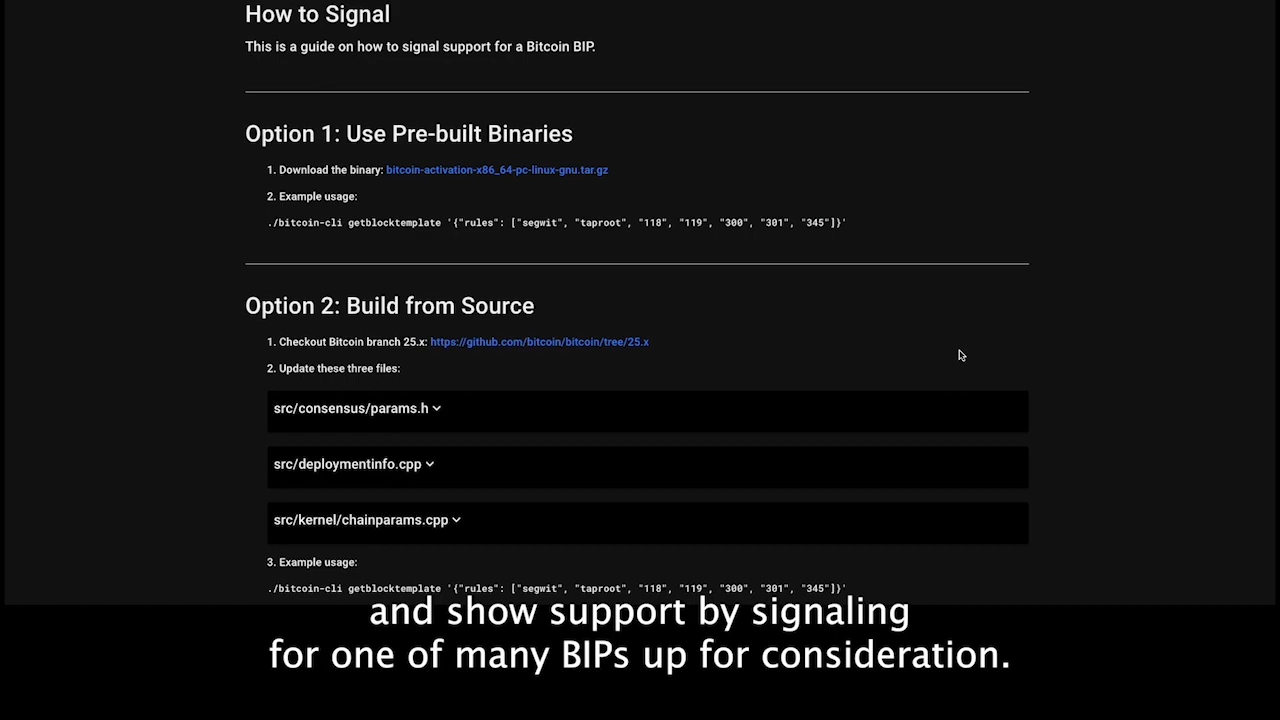 How to Signal
This is a guide on how to signal support for a Bitcoin BIP.
Option 1: Use Pre-built Binaries
1. Download the binary: bitcoin-activation-x86_64-pc-linux-gnu.tar.gz
2. Example usage:
./bitcoin-cli getblocktemplate '{"rules": ["segwit", "taproot", "118", "119", "300", "301", "345"]}'
Option 2: Build from Source
1. Checkout Bitcoin branch 25.x: https://github.com/bitcoin/bitcoin/tree/25.x
2. Update these three files:
src/consensus/params.h
src/deploymentinfo.cpp
src/kernel/chainparams.cpp
3. Example usage:
./bitcoin-cli getblocktemplate '{"rules": ["segwit", "taproot", "118", "119", "300", "301", "345"]}'
and show support by signaling
for one of many BIPs up for consideration.